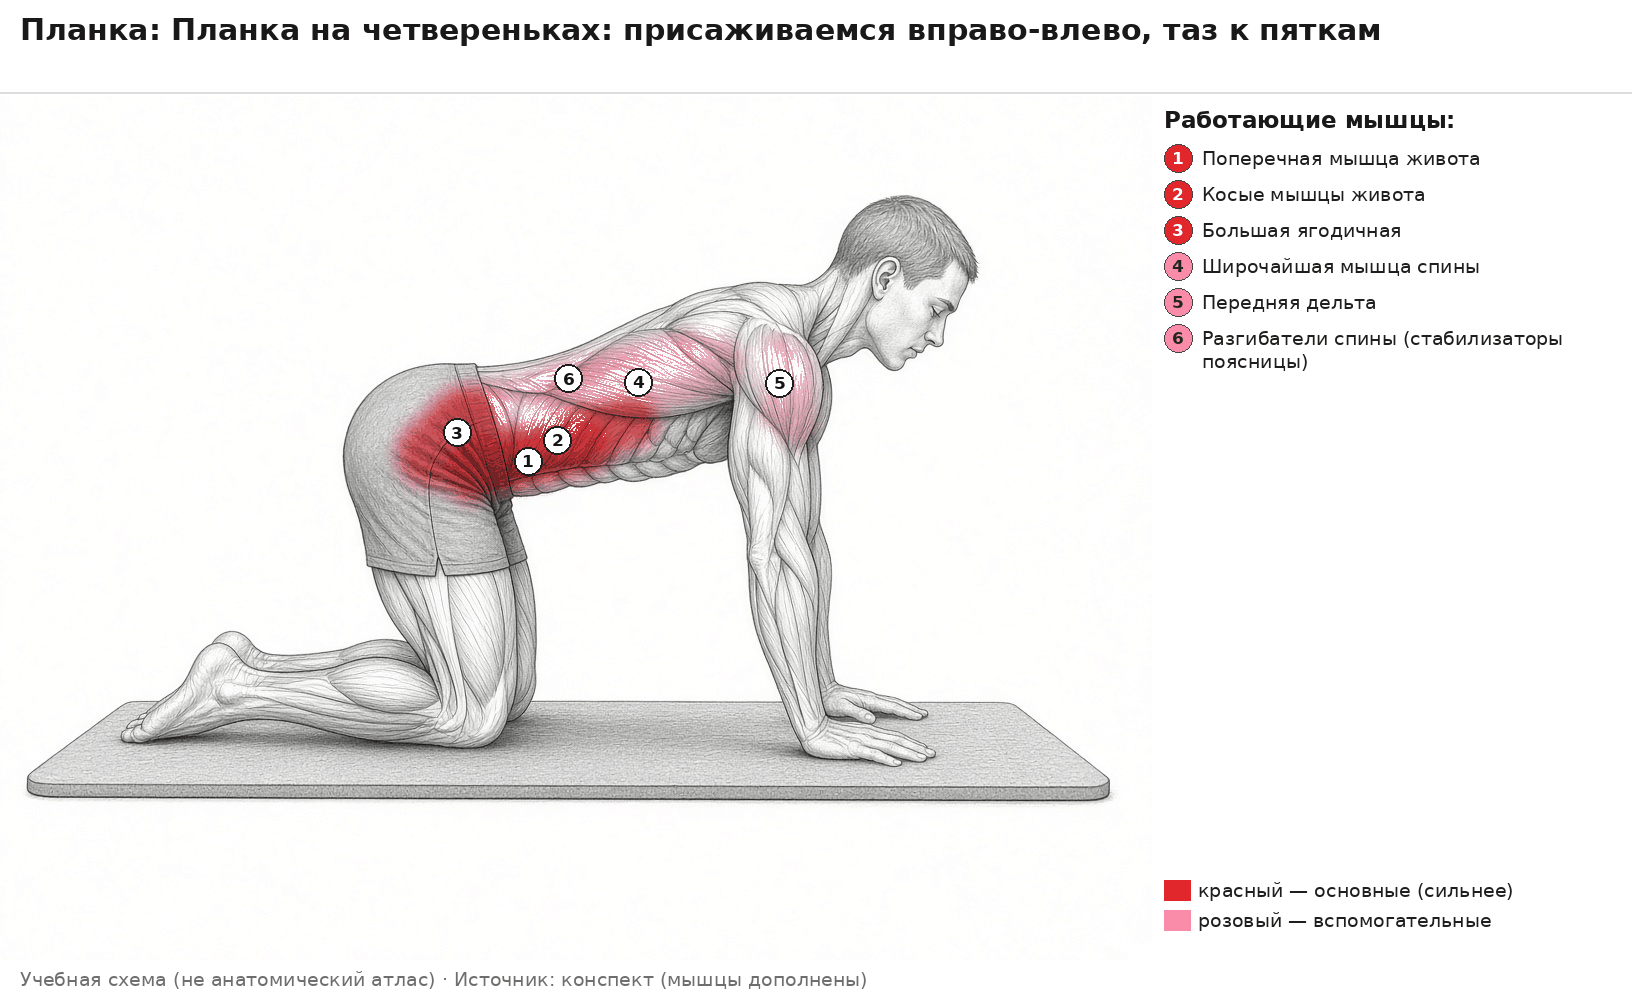 Планка: Планка на четвереньках: присаживаемся вправо-влево, таз к пяткам
Работающие мышцы:
1 Поперечная мышца живота
2 Косые мышцы живота
3 Большая ягодичная
4 Широчайшая мышца спины
5 Передняя дельта
6 Разгибатели спины (стабилизаторы
поясницы)
6 4 5
3 2
1
красный — основные (сильнее)
розовый — вспомогательные
Учебная схема (не анатомический атлас) · Источник: конспект (мышцы дополнены)